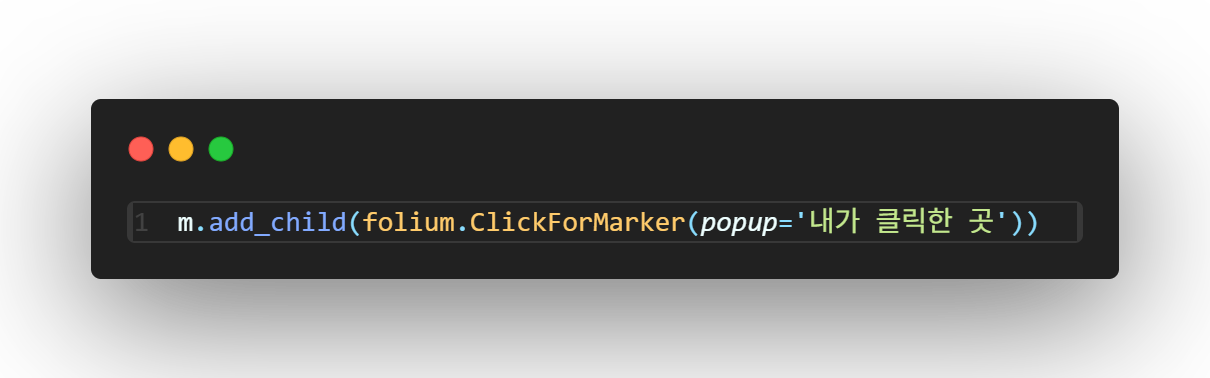 1 m.add_child(folium.ClickForMarker(popup='내가 클릭한 곳'))